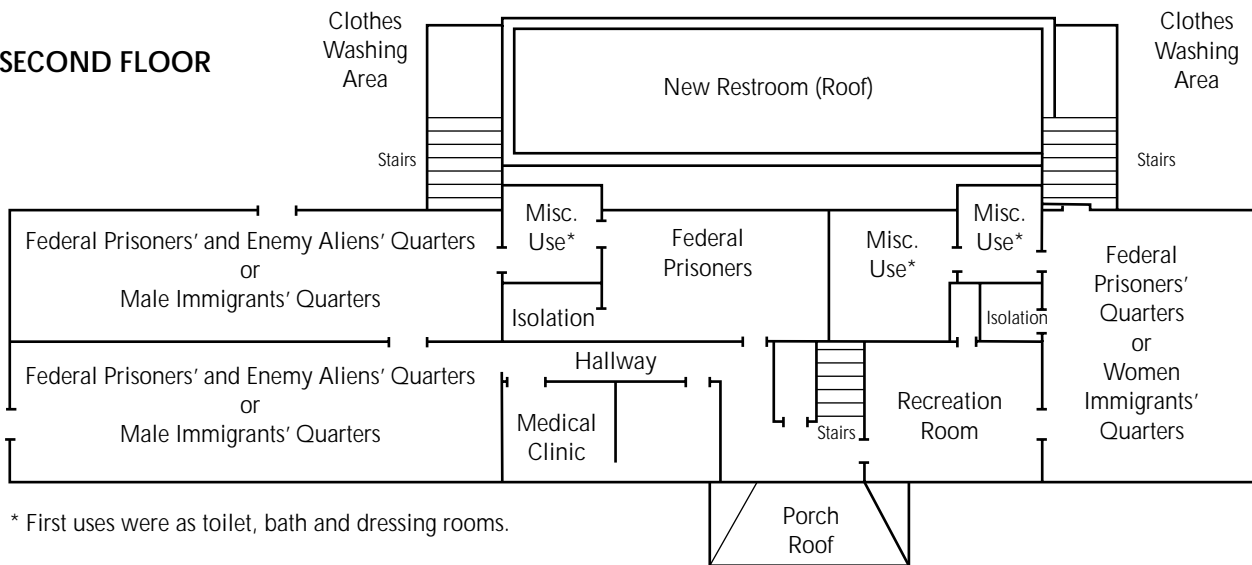 SECOND FLOOR
Clothes
Washing
Area
New Restroom (Roof)
Clothes
Washing
Area
Stairs
Stairs
Federal Prisoners’ and Enemy Aliens’ Quarters
or
Male Immigrants’ Quarters
Misc.
Use*
Federal
Prisoners
Misc.
Use*
Misc.
Use*
Federal
Prisoners’
Quarters
or
Women
Immigrants’
Quarters
Isolation
Isolation
Federal Prisoners’ and Enemy Aliens’ Quarters
or
Male Immigrants’ Quarters
Hallway
Medical
Clinic
Stairs
Recreation
Room
Porch
Roof
* First uses were as toilet, bath and dressing rooms.